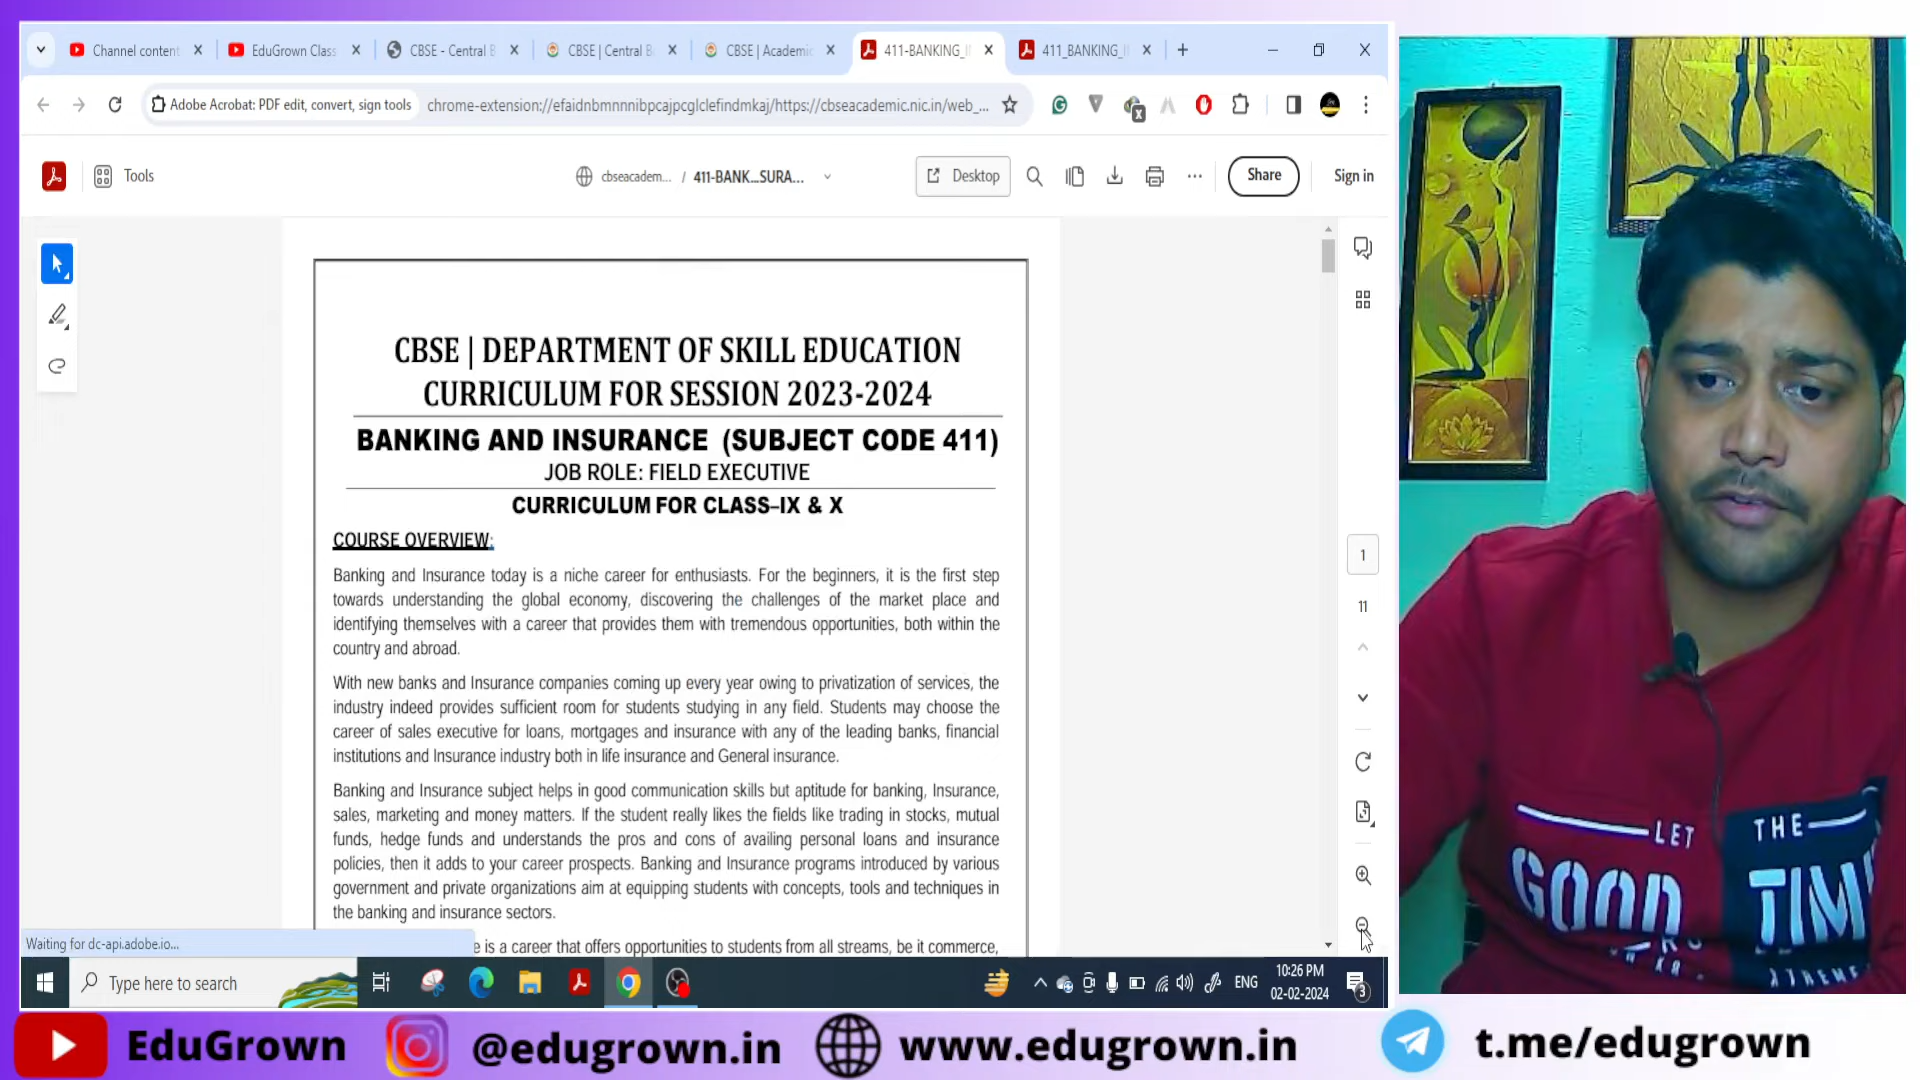 Channel content
EduGrown Class
CBSE - Central B
CBSE | Central B
CBSE | Academic
411-BANKING_I
411_BANKING_I
Adobe Acrobat: PDF edit, convert, sign tools
chrome-extension://efaidnbmnnnibpcajpcglclefindmkaj/https://cbseacademic.nic.in/web_...
Tools
cbseacadem... / 411-BANK...SURA...
Desktop
Share
Sign in
CBSE | DEPARTMENT OF SKILL EDUCATION
CURRICULUM FOR SESSION 2023-2024
BANKING AND INSURANCE (SUBJECT CODE 411)
JOB ROLE: FIELD EXECUTIVE
CURRICULUM FOR CLASS–IX & X
COURSE OVERVIEW:
Banking and Insurance today is a niche career for enthusiasts. For the beginners, it is the first step
towards understanding the global economy, discovering the challenges of the market place and
identifying themselves with a career that provides them with tremendous opportunities, both within the
country and abroad.
With new banks and Insurance companies coming up every year owing to privatization of services, the
industry indeed provides sufficient room for students studying in any field. Students may choose the
career of sales executive for loans, mortgages and insurance with any of the leading banks, financial
institutions and Insurance industry both in life insurance and General insurance.
Banking and Insurance subject helps in good communication skills but aptitude for banking, Insurance,
sales, marketing and money matters. If the student really likes the fields like trading in stocks, mutual
funds, hedge funds and understands the pros and cons of availing personal loans and insurance
policies, then it adds to your career prospects. Banking and Insurance programs introduced by various
government and private organizations aim at equipping students with concepts, tools and techniques in
the banking and insurance sectors.
e is a career that offers opportunities to students from all streams, be it commerce,
Waiting for dc-api.adobe.io...
1
11
Type here to search
ENG
10:26 PM
02-02-2024
3
LET
THE
GOOD
TIM
XTREME
EduGrown
@edugrown.in
www.edugrown.in
t.me/edugrown